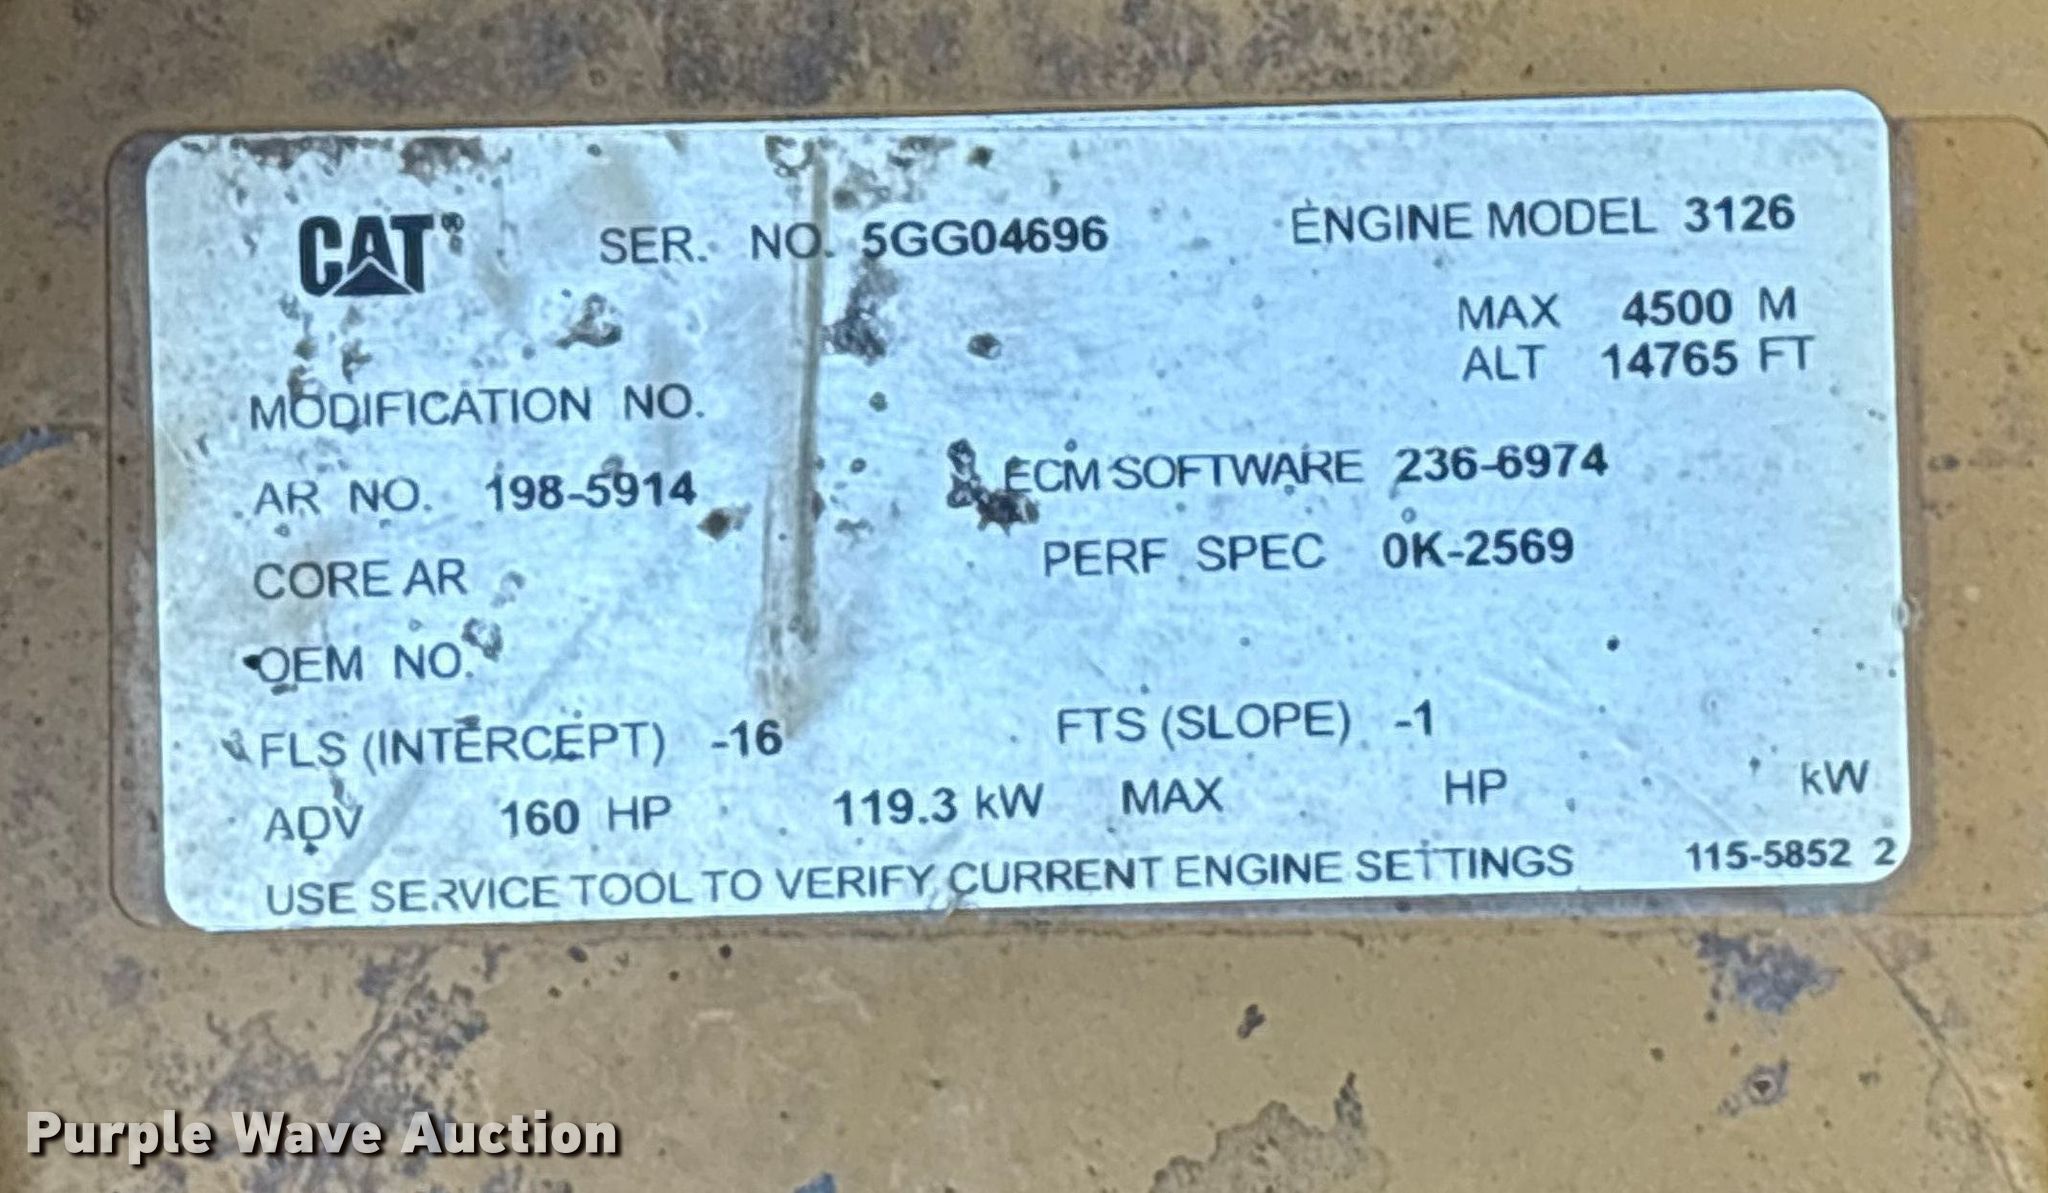 CAT® SER. NO. 5GG04696 ENGINE MODEL 3126
MAX 4500 M
ALT 14765 FT
MODIFICATION NO.
AR NO. 198-5914 ECM SOFTWARE 236-6974
CORE AR PERF SPEC 0K-2569
OEM NO.
FLS (INTERCEPT) -16 FTS (SLOPE) -1
ADV 160 HP 119.3 kW MAX HP kW
USE SERVICE TOOL TO VERIFY CURRENT ENGINE SETTINGS 115-5852 2
Purple Wave Auction